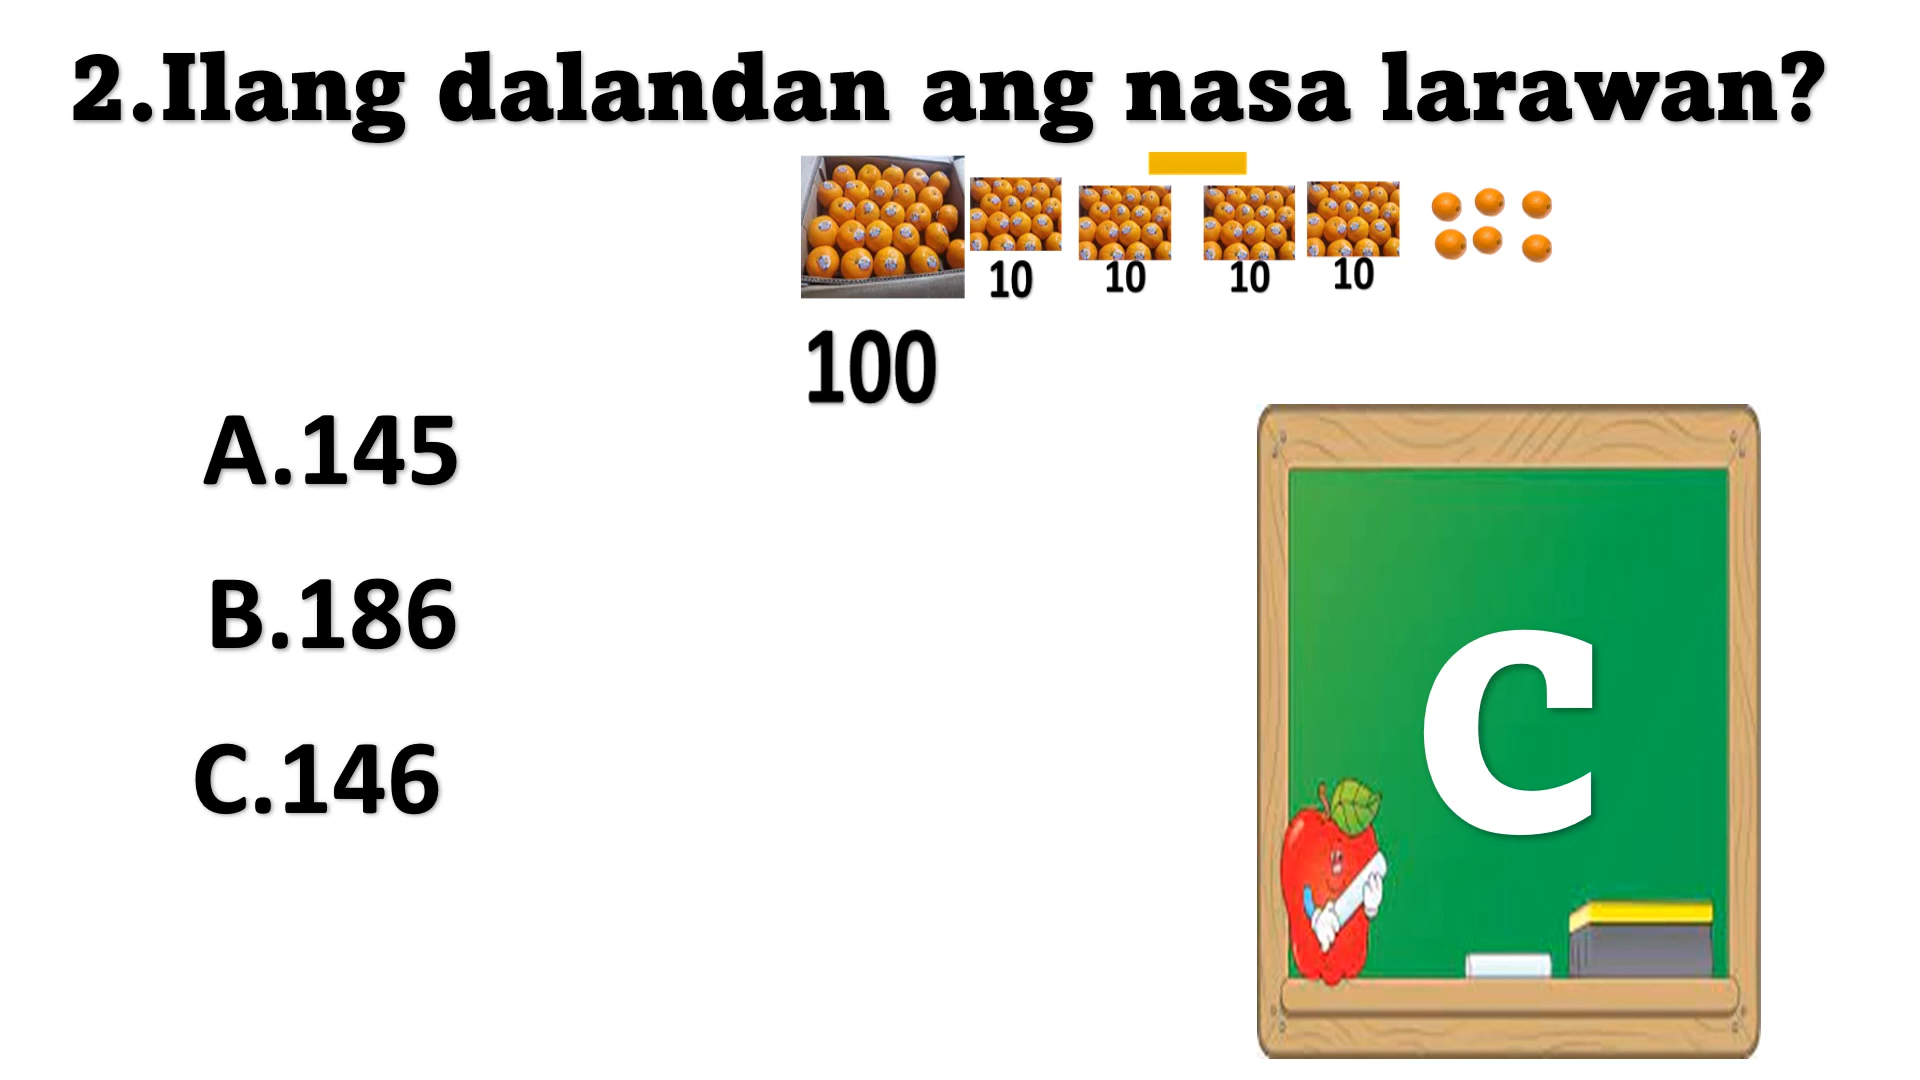 2.Ilang dalandan ang nasa larawan?
10 10 10 10
100
A.145
B.186
C.146
C